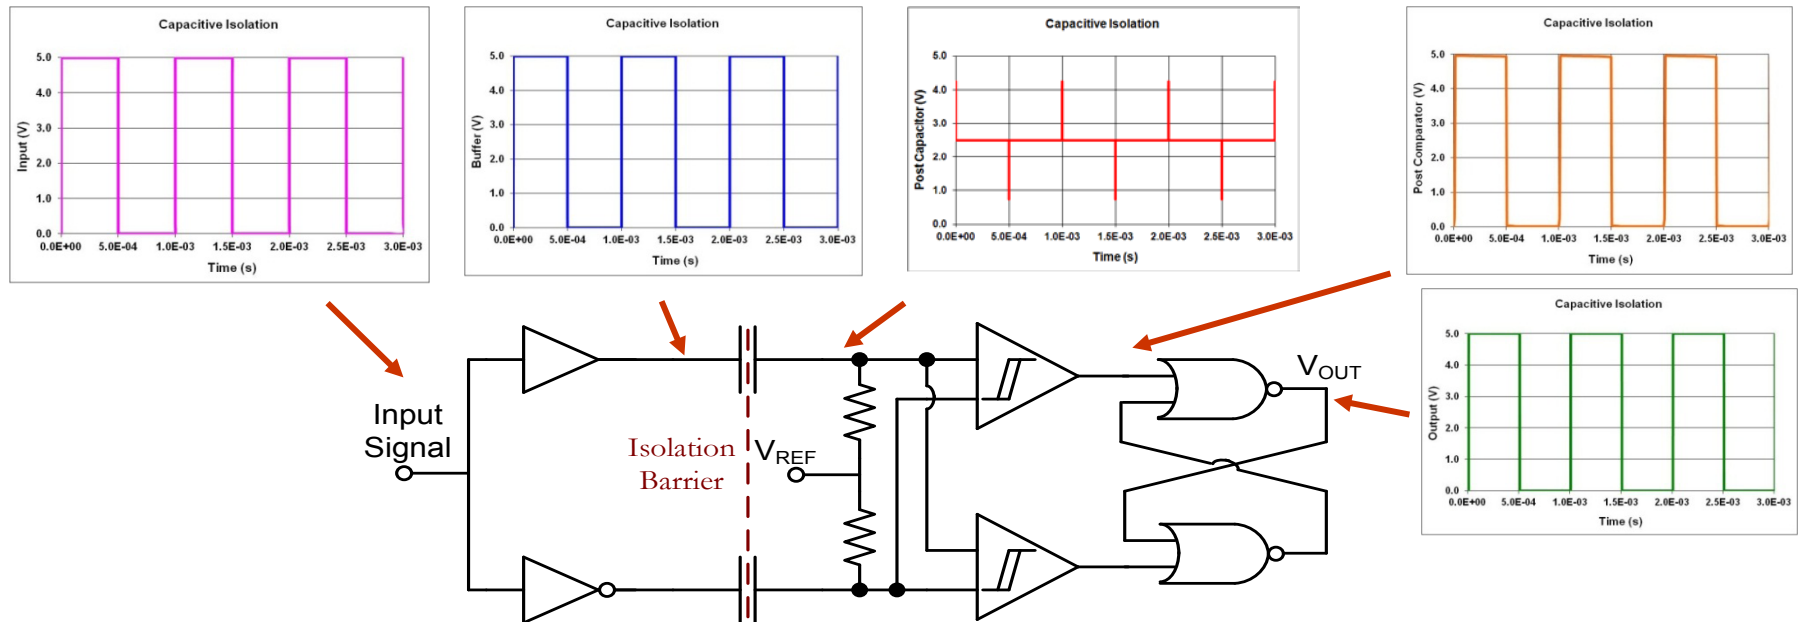 Capacitive Isolation
Input (V)
5.0
4.0
3.0
2.0
1.0
0.0
0.0E+00 5.0E-04 1.0E-03 1.5E-03 2.0E-03 2.5E-03 3.0E-03
Time (s)
Capacitive Isolation
Buffer (V)
5.0
4.0
3.0
2.0
1.0
0.0
0.0E+00 5.0E-04 1.0E-03 1.5E-03 2.0E-03 2.5E-03 3.0E-03
Time (s)
Capacitive Isolation
Post Capacitor (V)
5.0
4.0
3.0
2.0
1.0
0.0
0.0E+00 5.0E-04 1.0E-03 1.5E-03 2.0E-03 2.5E-03 3.0E-03
Time (s)
Capacitive Isolation
Post Comparator (V)
5.0
4.0
3.0
2.0
1.0
0.0
0.0E+00 5.0E-04 1.0E-03 1.5E-03 2.0E-03 2.5E-03 3.0E-03
Time (s)
Capacitive Isolation
Output (V)
5.0
4.0
3.0
2.0
1.0
0.0
0.0E+00 5.0E-04 1.0E-03 1.5E-03 2.0E-03 2.5E-03 3.0E-03
Time (s)
Input
Signal
Isolation
Barrier
VREF
VOUT